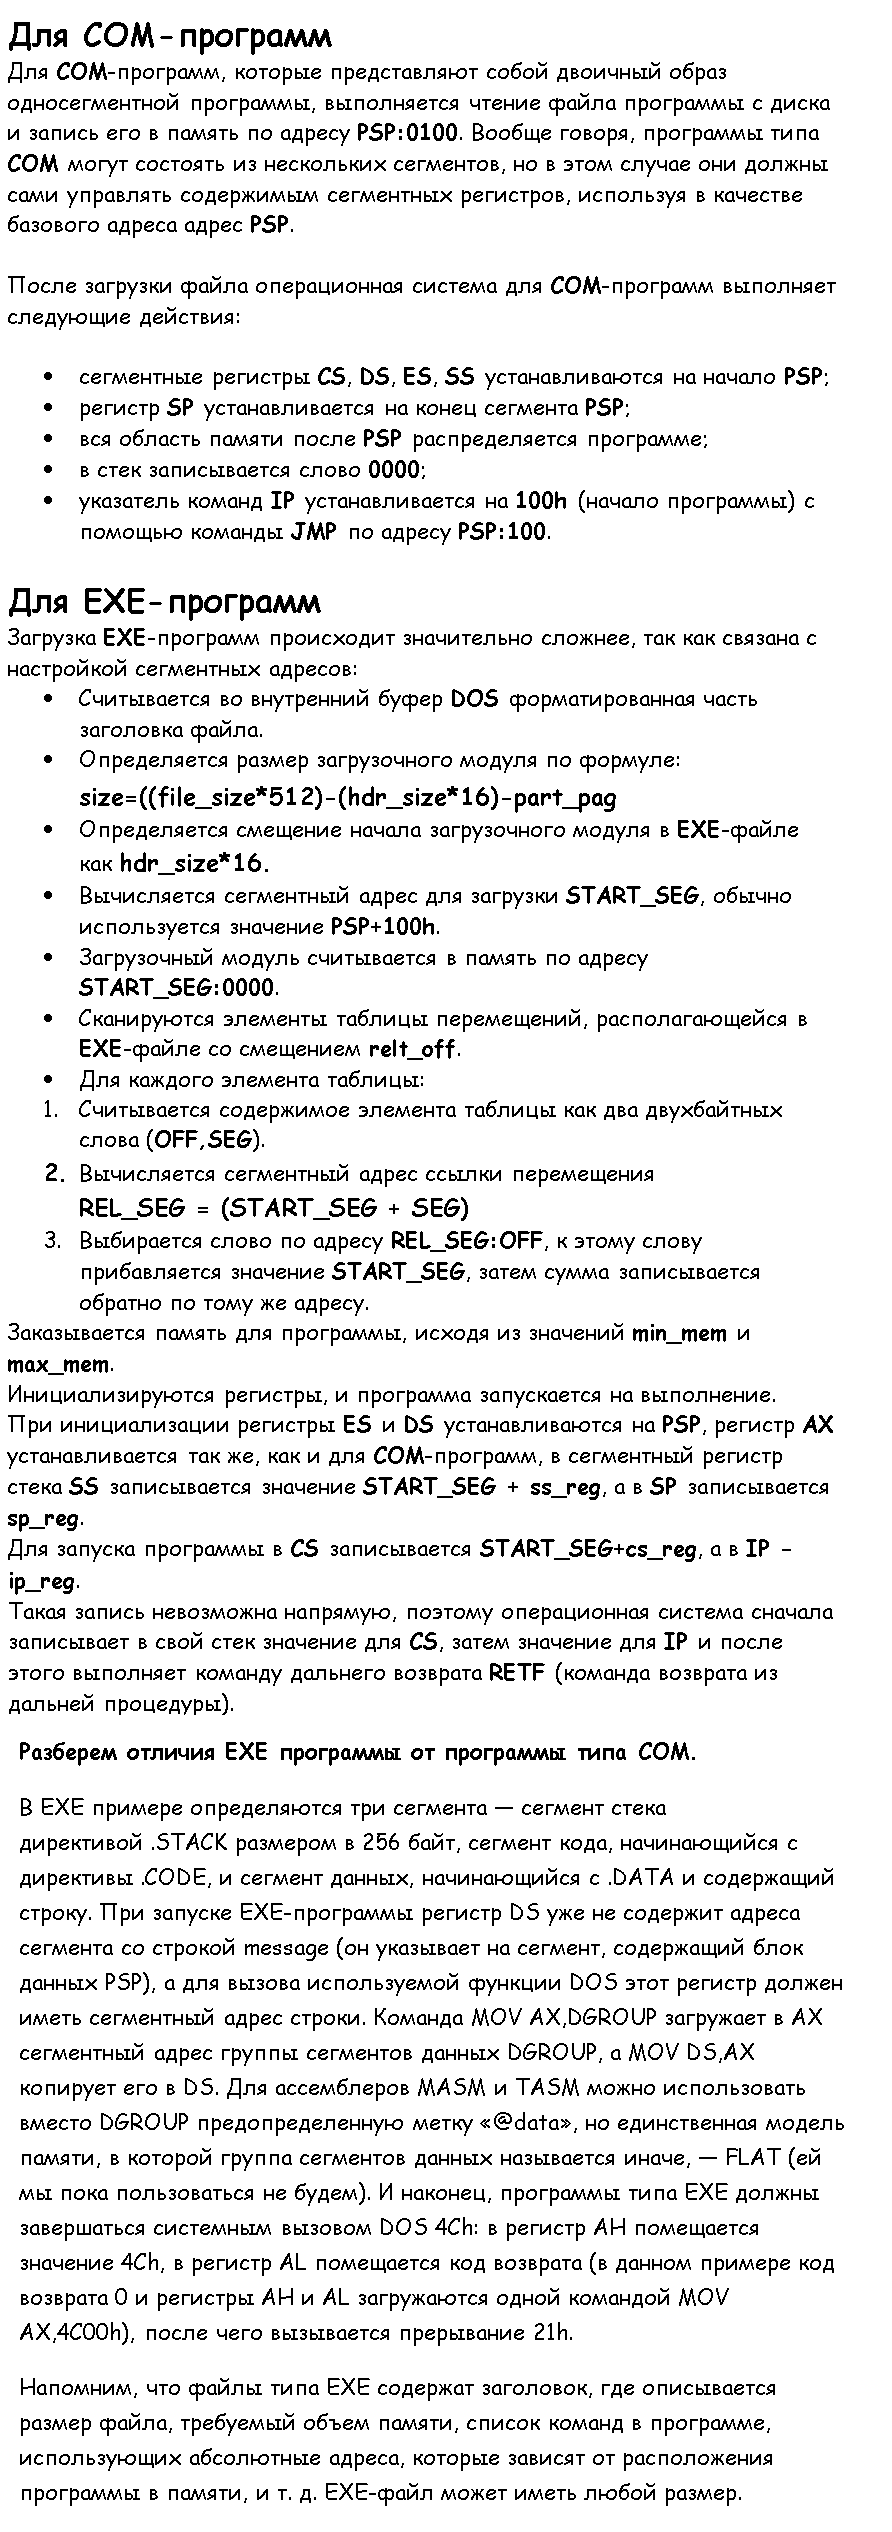 Для COM-программ
Для COM-программ, которые представляют собой двоичный образ
односегментной программы, выполняется чтение файла программы с диска
и запись его в память по адресу PSP:0100. Вообще говоря, программы типа
COM могут состоять из нескольких сегментов, но в этом случае они должны
сами управлять содержимым сегментных регистров, используя в качестве
базового адреса адрес PSP.
После загрузки файла операционная система для COM-программ выполняет
следующие действия:
• сегментные регистры CS, DS, ES, SS устанавливаются на начало PSP;
• регистр SP устанавливается на конец сегмента PSP;
• вся область памяти после PSP распределяется программе;
• в стек записывается слово 0000;
• указатель команд IP устанавливается на 100h (начало программы) с
помощью команды JMP по адресу PSP:100.
Для EXE-программ
Загрузка EXE-программ происходит значительно сложнее, так как связана с
настройкой сегментных адресов:
• Считывается во внутренний буфер DOS форматированная часть
заголовка файла.
• Определяется размер загрузочного модуля по формуле:
size=((file_size*512)-(hdr_size*16)-part_pag
• Определяется смещение начала загрузочного модуля в EXE-файле
как hdr_size*16.
• Вычисляется сегментный адрес для загрузки START_SEG, обычно
используется значение PSP+100h.
• Загрузочный модуль считывается в память по адресу
START_SEG:0000.
• Сканируются элементы таблицы перемещений, располагающейся в
EXE-файле со смещением relt_off.
• Для каждого элемента таблицы:
1. Считывается содержимое элемента таблицы как два двухбайтных
слова (OFF,SEG).
2. Вычисляется сегментный адрес ссылки перемещения
REL_SEG = (START_SEG + SEG)
3. Выбирается слово по адресу REL_SEG:OFF, к этому слову
прибавляется значение START_SEG, затем сумма записывается
обратно по тому же адресу.
Заказывается память для программы, исходя из значений min_mem и
max_mem.
Инициализируются регистры, и программа запускается на выполнение.
При инициализации регистры ES и DS устанавливаются на PSP, регистр AX
устанавливается так же, как и для COM-программ, в сегментный регистр
стека SS записывается значение START_SEG + ss_reg, а в SP записывается
sp_reg.
Для запуска программы в CS записывается START_SEG+cs_reg, а в IP –
ip_reg.
Такая запись невозможна напрямую, поэтому операционная система сначала
записывает в свой стек значение для CS, затем значение для IP и после
этого выполняет команду дальнего возврата RETF (команда возврата из
дальней процедуры).
Разберем отличия EXE программы от программы типа COM.
В EXE примере определяются три сегмента — сегмент стека
директивой .STACK размером в 256 байт, сегмент кода, начинающийся с
директивы .CODE, и сегмент данных, начинающийся с .DATA и содержащий
строку. При запуске EXE-программы регистр DS уже не содержит адреса
сегмента со строкой message (он указывает на сегмент, содержащий блок
данных PSP), а для вызова используемой функции DOS этот регистр должен
иметь сегментный адрес строки. Команда MOV AX,DGROUP загружает в AX
сегментный адрес группы сегментов данных DGROUP, а MOV DS,AX
копирует его в DS. Для ассемблеров MASM и TASM можно использовать
вместо DGROUP предопределенную метку «@data», но единственная модель
памяти, в которой группа сегментов данных называется иначе, — FLAT (ей
мы пока пользоваться не будем). И наконец, программы типа EXE должны
завершаться системным вызовом DOS 4Ch: в регистр AH помещается
значение 4Ch, в регистр AL помещается код возврата (в данном примере код
возврата 0 и регистры AH и AL загружаются одной командой MOV
AX,4C00h), после чего вызывается прерывание 21h.
Напомним, что файлы типа EXE содержат заголовок, где описывается
размер файла, требуемый объем памяти, список команд в программе,
использующих абсолютные адреса, которые зависят от расположения
программы в памяти, и т. д. EXE-файл может иметь любой размер.